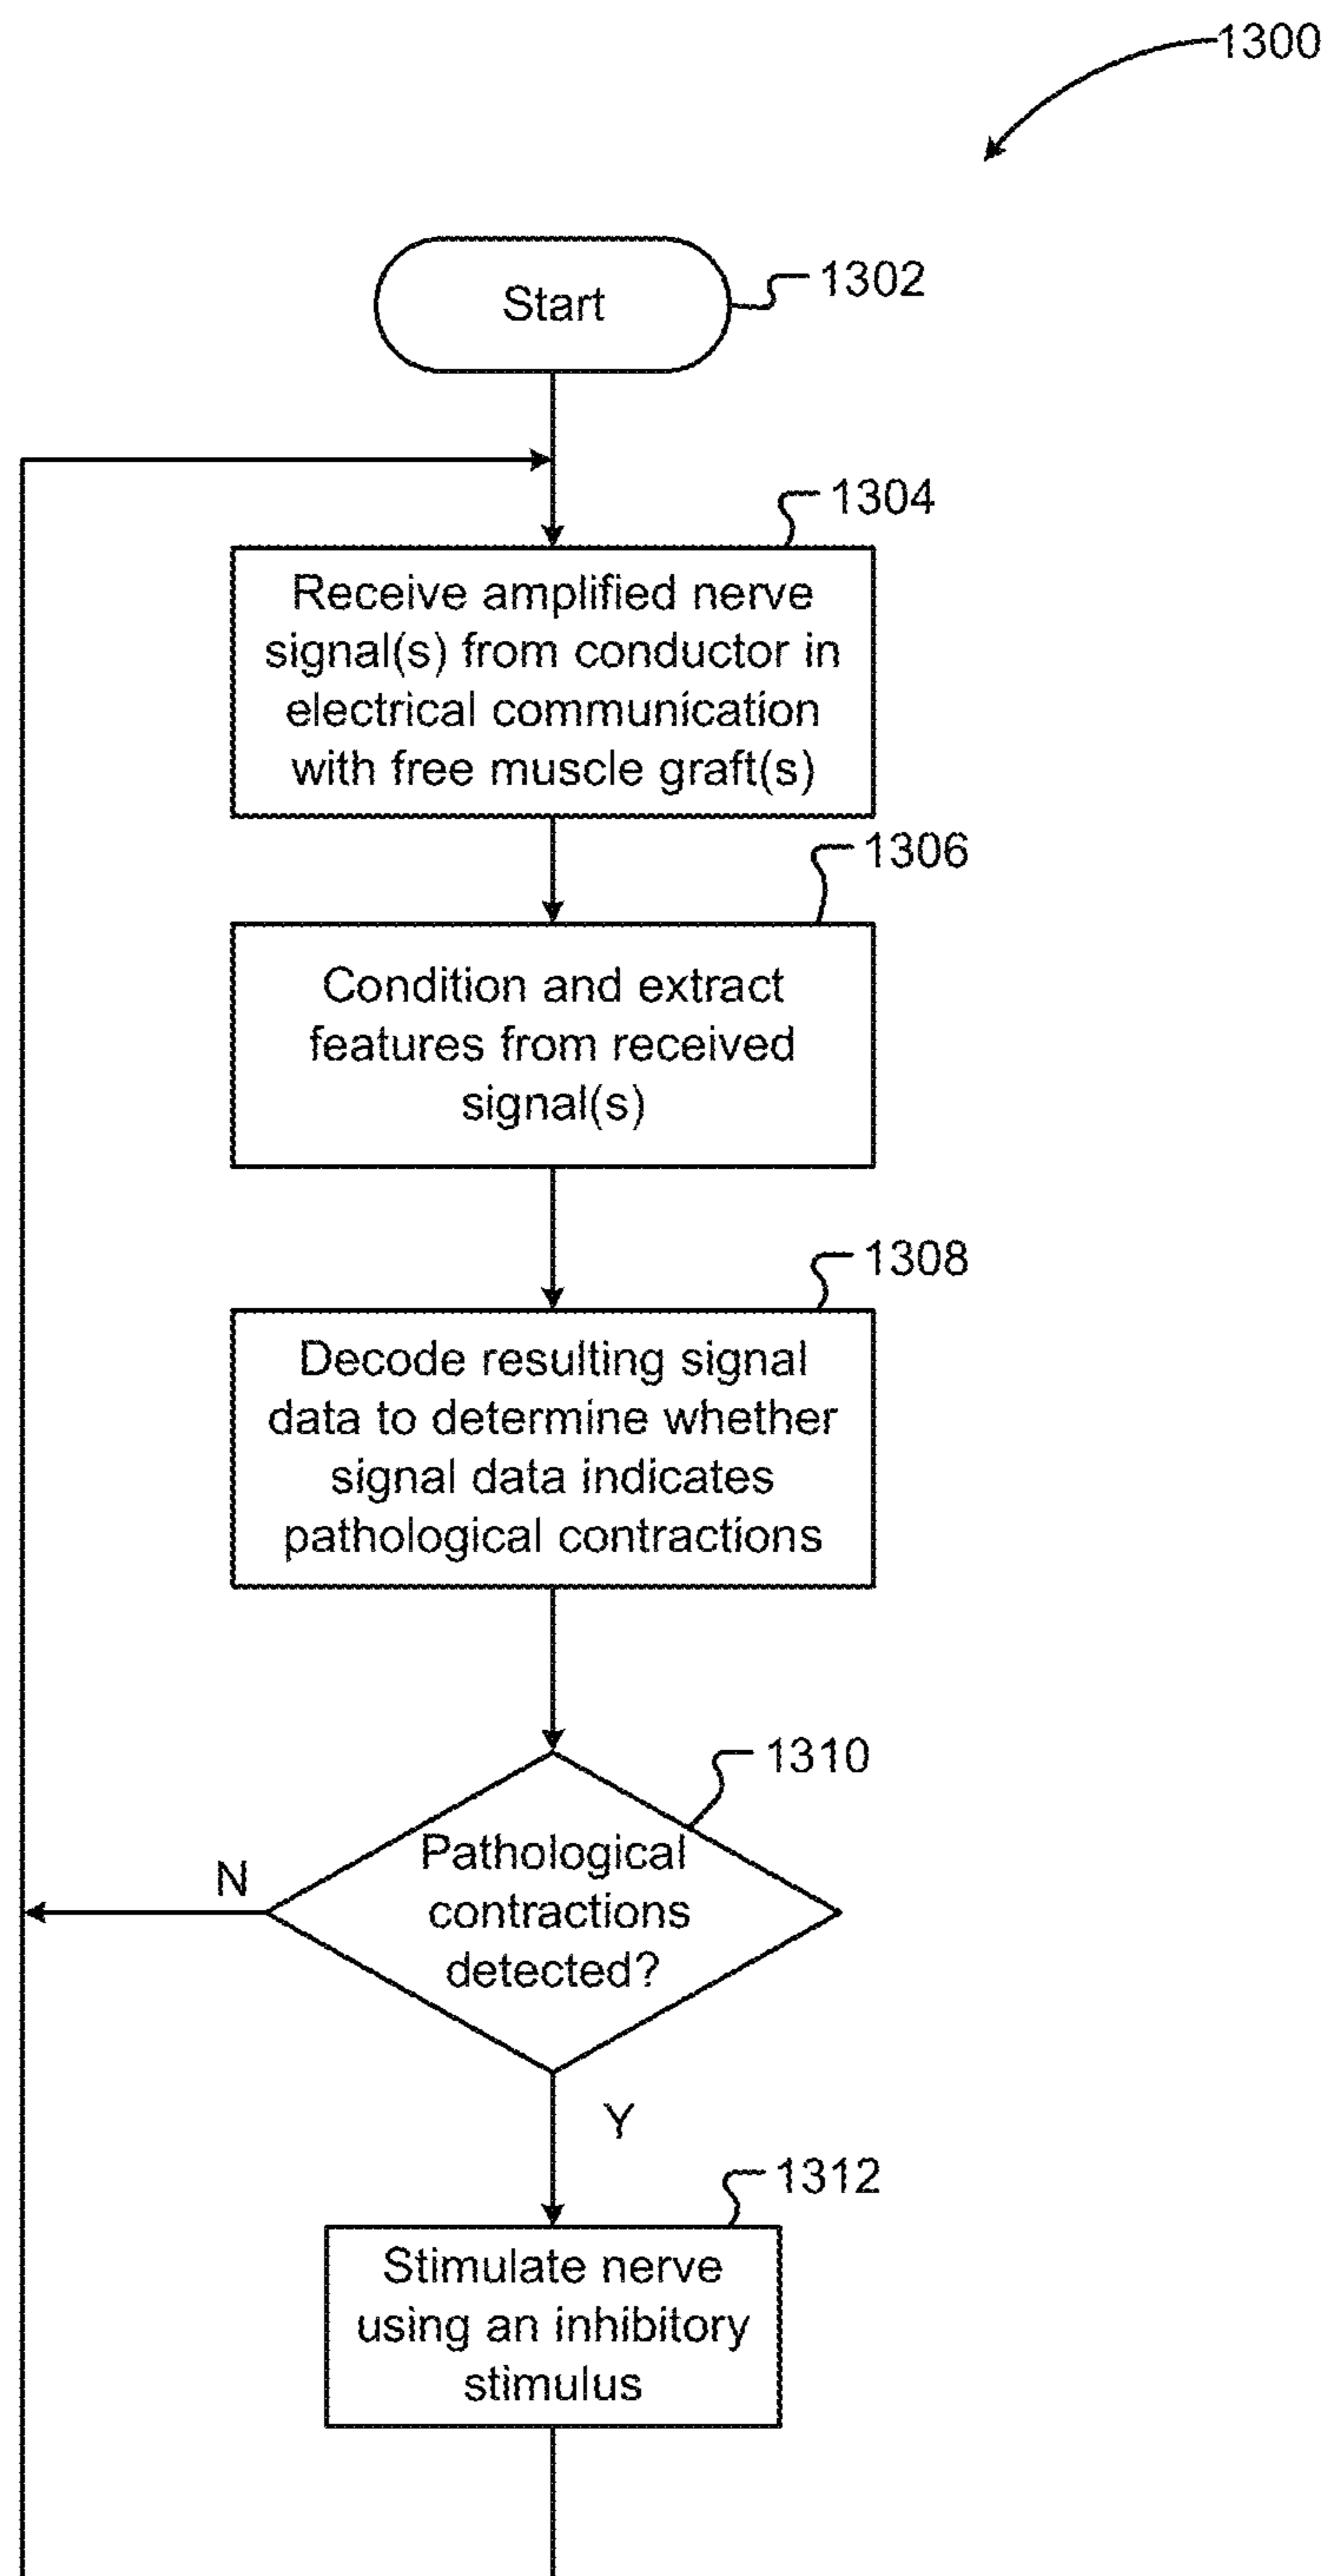 1300
Start
1302
1304
Receive amplified nerve
signal(s) from conductor in
electrical communication
with free muscle graft(s)
1306
Condition and extract
features from received
signal(s)
1308
Decode resulting signal
data to determine whether
signal data indicates
pathological contractions
1310
Pathological
contractions
detected?
N
Y
1312
Stimulate nerve
using an inhibitory
stimulus